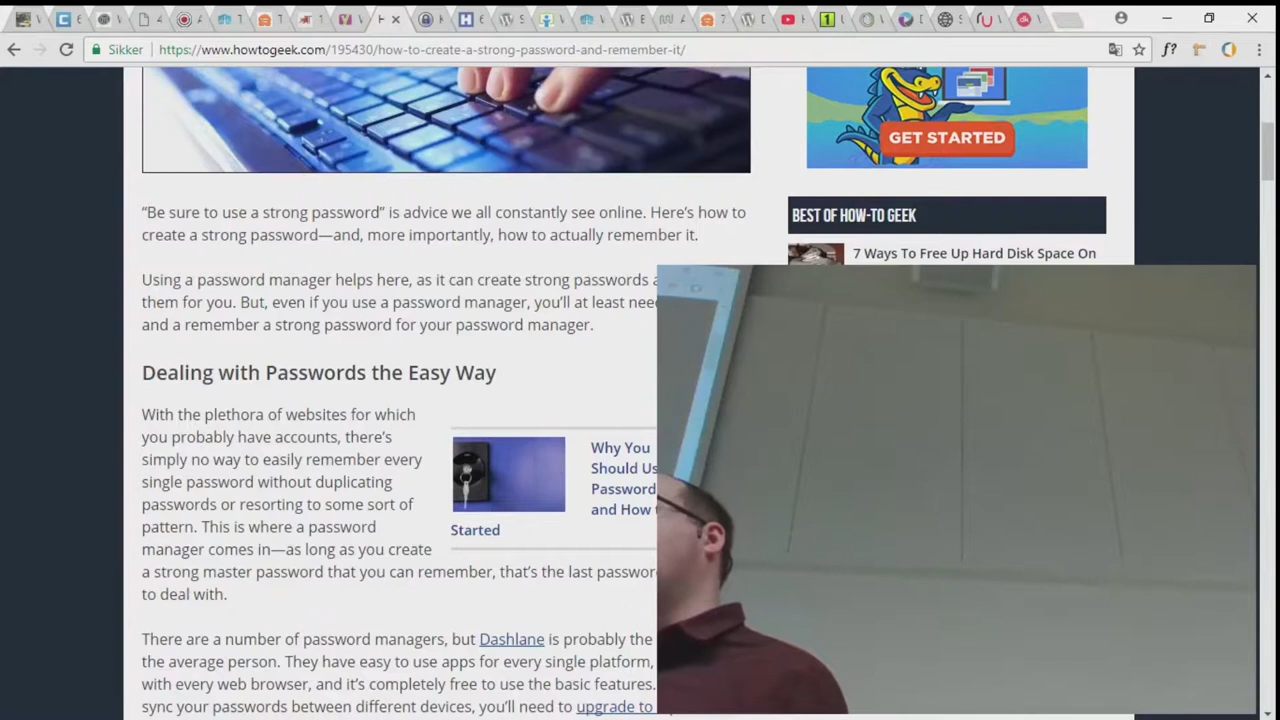 Sikker
https://www.howtogeek.com/195430/how-to-create-a-strong-password-and-remember-it/
GET STARTED
“Be sure to use a strong password” is advice we all constantly see online. Here’s how to
create a strong password—and, more importantly, how to actually remember it.
BEST OF HOW-TO GEEK
7 Ways To Free Up Hard Disk Space On
Using a password manager helps here, as it can create strong passwords a
them for you. But, even if you use a password manager, you’ll at least need
and a remember a strong password for your password manager.
Dealing with Passwords the Easy Way
With the plethora of websites for which
you probably have accounts, there’s
simply no way to easily remember every
single password without duplicating
passwords or resorting to some sort of
pattern. This is where a password
manager comes in—as long as you create
a strong master password that you can remember, that’s the last passwor
to deal with.
Why You
Should Us
Password
and How
Started
There are a number of password managers, but Dashlane is probably the
the average person. They have easy to use apps for every single platform,
with every web browser, and it’s completely free to use the basic features.
sync your passwords between different devices, you’ll need to upgrade to